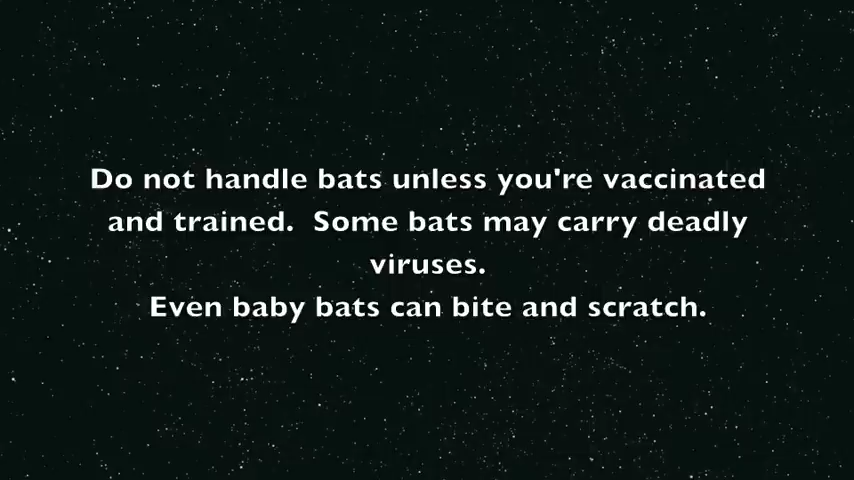 Do not handle bats unless you're vaccinated
and trained.  Some bats may carry deadly
viruses.
Even baby bats can bite and scratch.